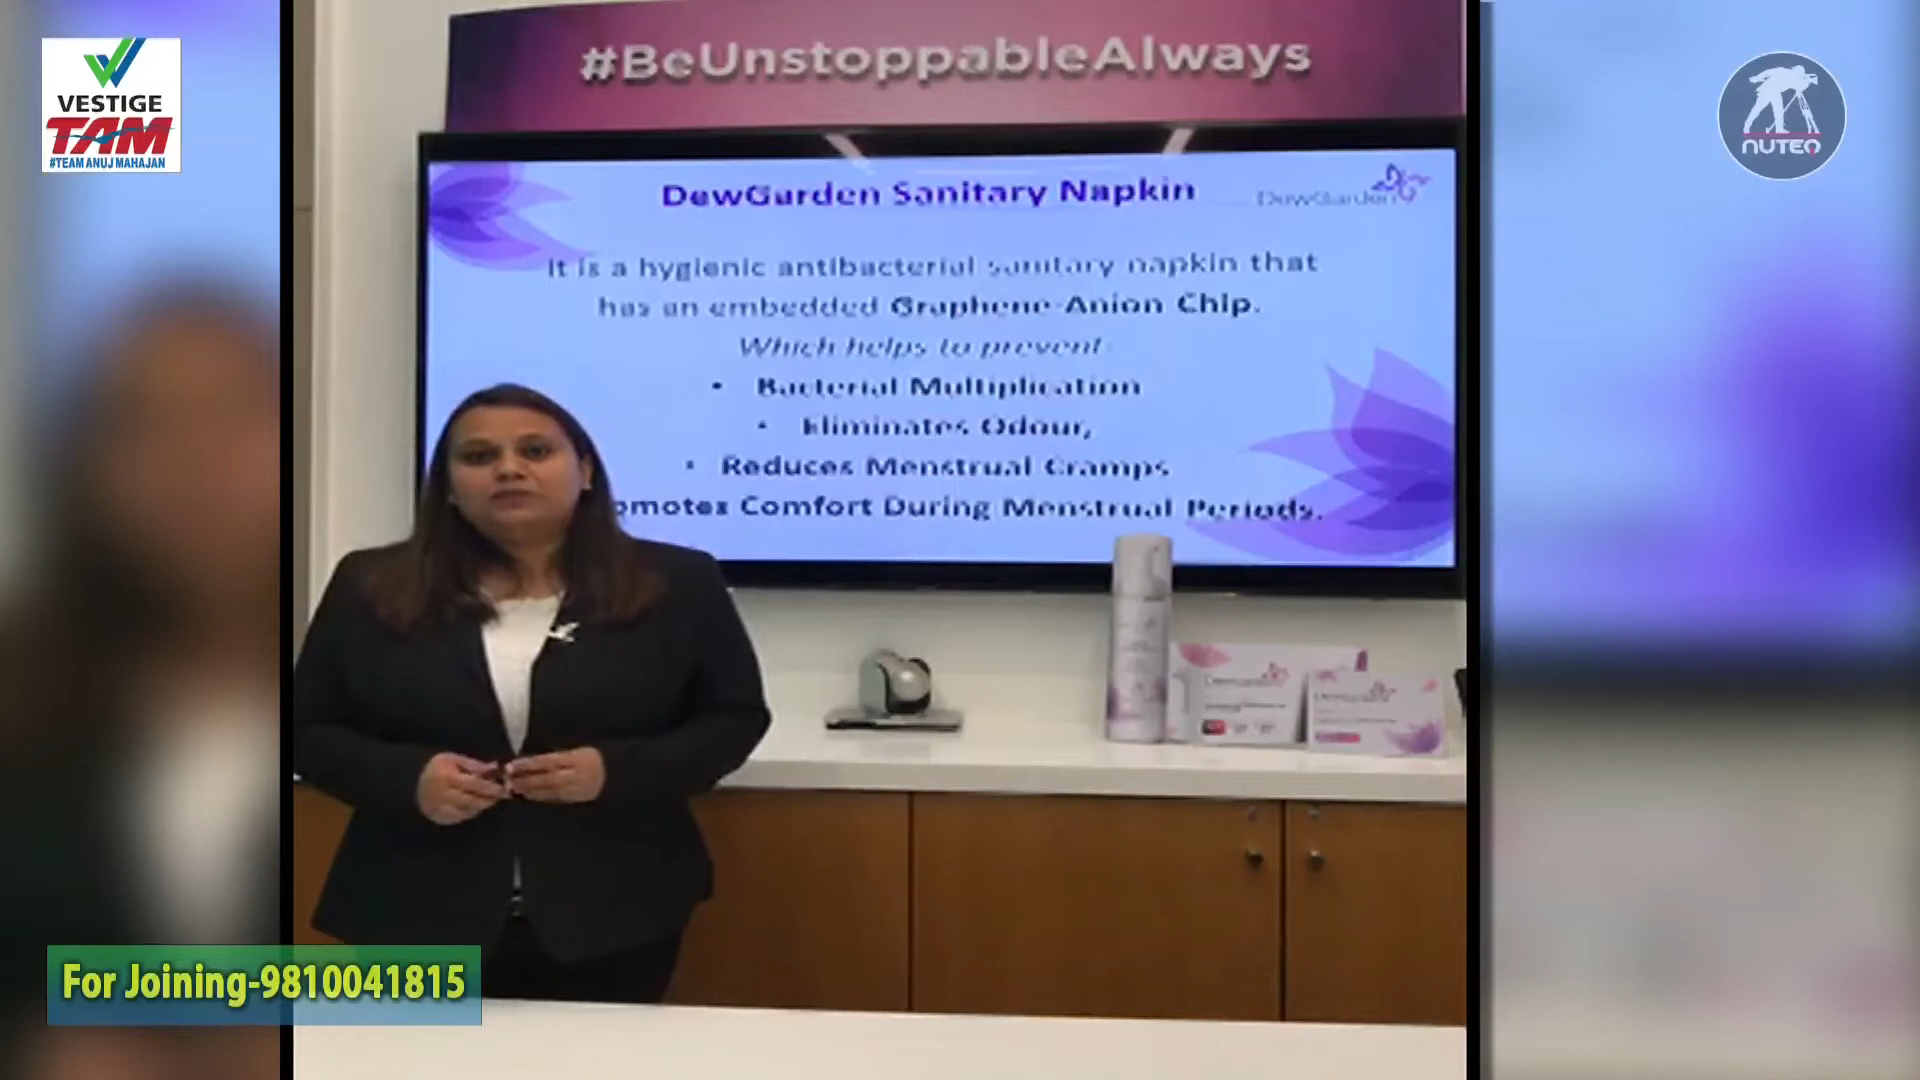 #BeUnstoppableAlways
VESTIGE
TAM
#TEAM ANUJ MAHAJAN
NUTEQ
DewGarden Sanitary Napkin
DewGarden
It is a hygienic antibacterial sanitary napkin that
has an embedded Graphene-Anion Chip.
Which helps to prevent-
• Bacterial Multiplication
• Eliminates Odour,
• Reduces Menstrual Cramps
omotes Comfort During Menstrual Periods.
DewGarden
DewGarden
For Joining-9810041815